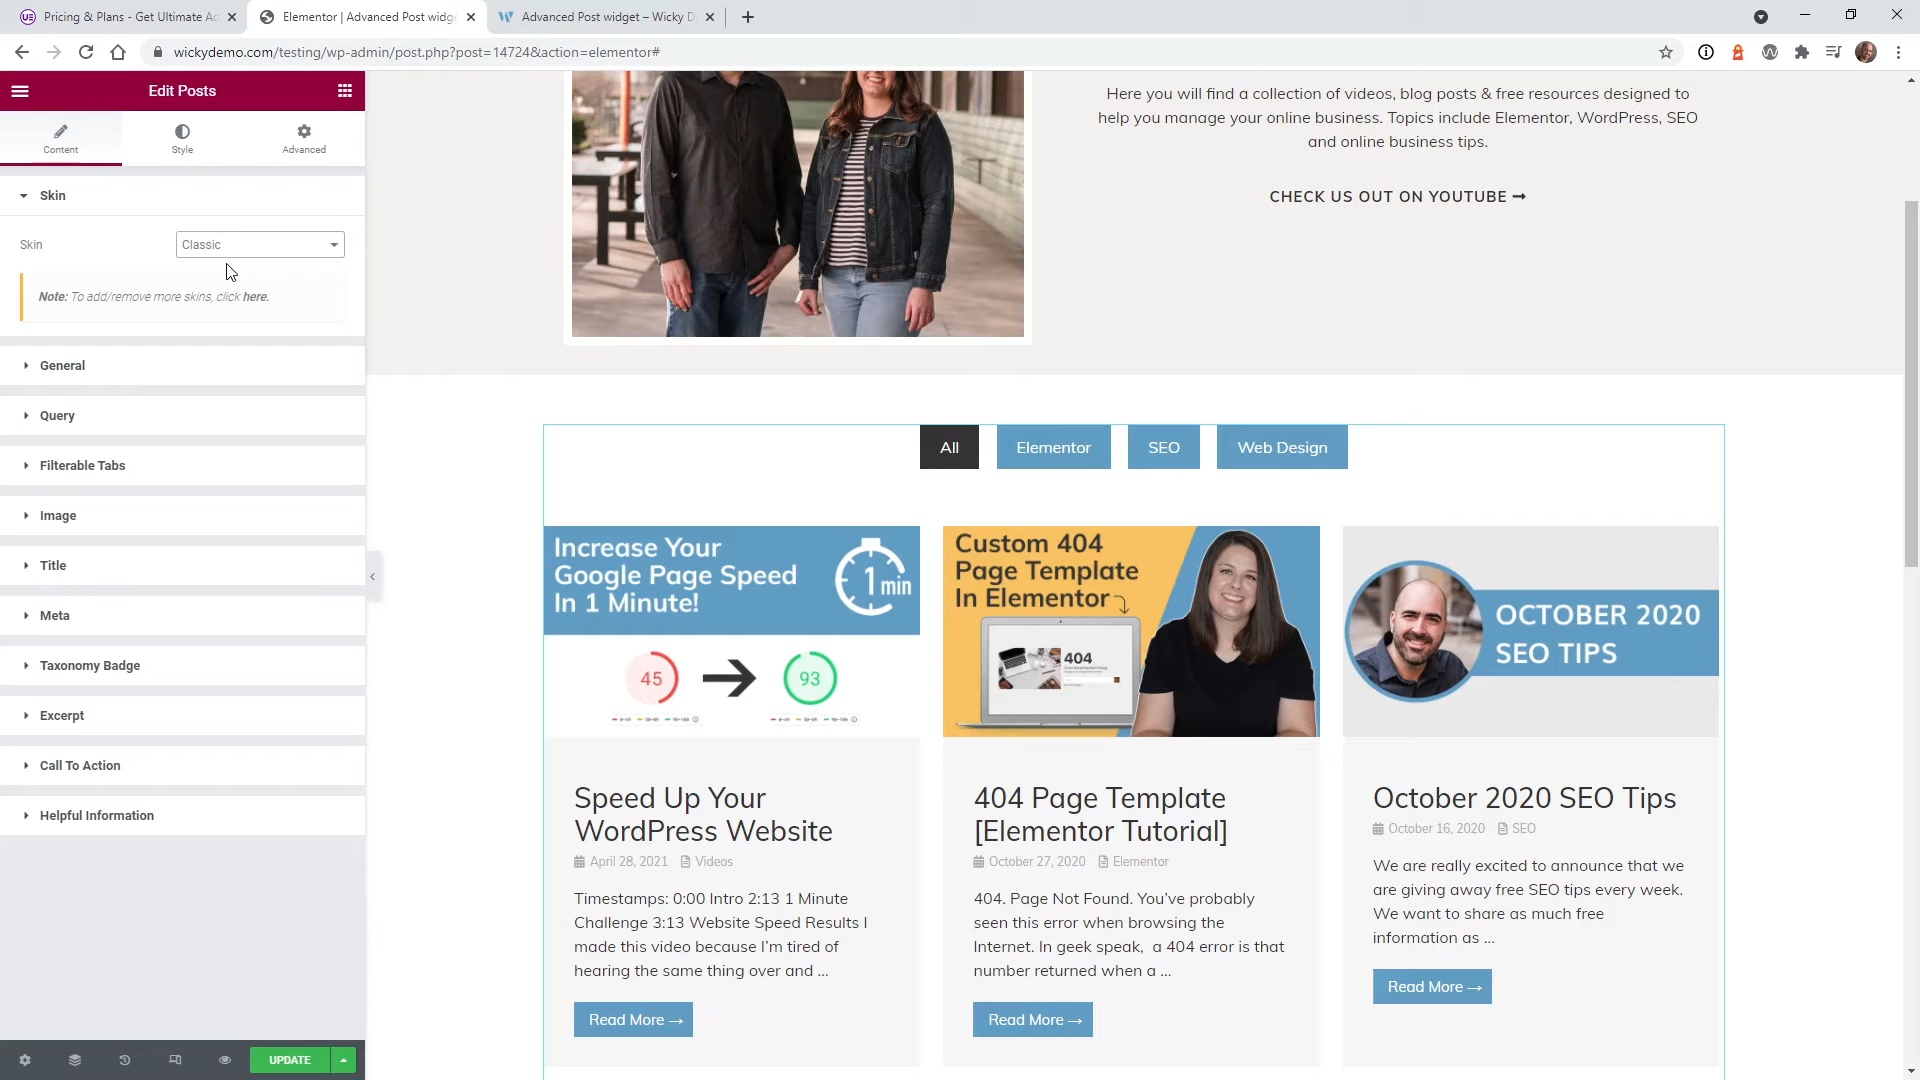 Pricing & Plans - Get Ultimate Ad
Elementor | Advanced Post widge
Advanced Post widget – Wicky D
wickydemo.com/testing/wp-admin/post.php?post=14724&action=elementor#
Edit Posts
Content
Style
Advanced
Skin
Skin
Classic
Note: To add/remove more skins, click here.
General
Query
Filterable Tabs
Image
Title
Meta
Taxonomy Badge
Excerpt
Call To Action
Helpful Information
UPDATE
Here you will find a collection of videos, blog posts & free resources designed to
help you manage your online business. Topics include Elementor, WordPress, SEO
and online business tips.
CHECK US OUT ON YOUTUBE ➞
All
Elementor
SEO
Web Design
Increase Your
Google Page Speed
In 1 Minute!
1 min
45
93
Custom 404
Page Template
In Elementor
404
OCTOBER 2020
SEO TIPS
Speed Up Your
WordPress Website
April 28, 2021
Videos
Timestamps: 0:00 Intro 2:13 1 Minute
Challenge 3:13 Website Speed Results I
made this video because I’m tired of
hearing the same thing over and ...
Read More →
404 Page Template
[Elementor Tutorial]
October 27, 2020
Elementor
404. Page Not Found. You’ve probably
seen this error when browsing the
Internet. In geek speak,  a 404 error is that
number returned when a ...
Read More →
October 2020 SEO Tips
October 16, 2020
SEO
We are really excited to announce that we
are giving away free SEO tips every week.
We want to share as much free
information as ...
Read More →